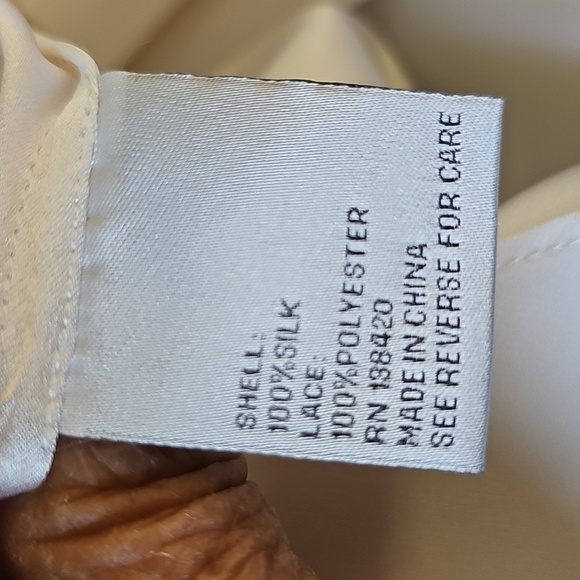 SHELL:
100%SILK
LACE:
100%POLYESTER
RN 138420
MADE IN CHINA
SEE REVERSE FOR CARE